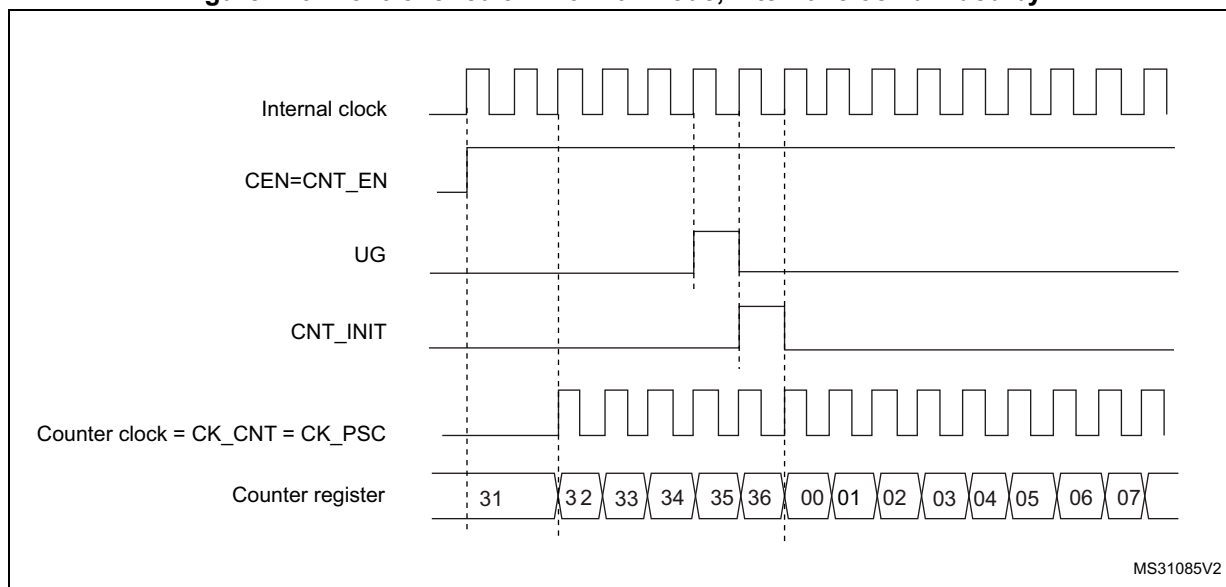 Internal clock
CEN=CNT_EN
UG
CNT_INIT
Counter clock = CK_CNT = CK_PSC
Counter register 31 32 33 34 35 36 00 01 02 03 04 05 06 07
MS31085V2